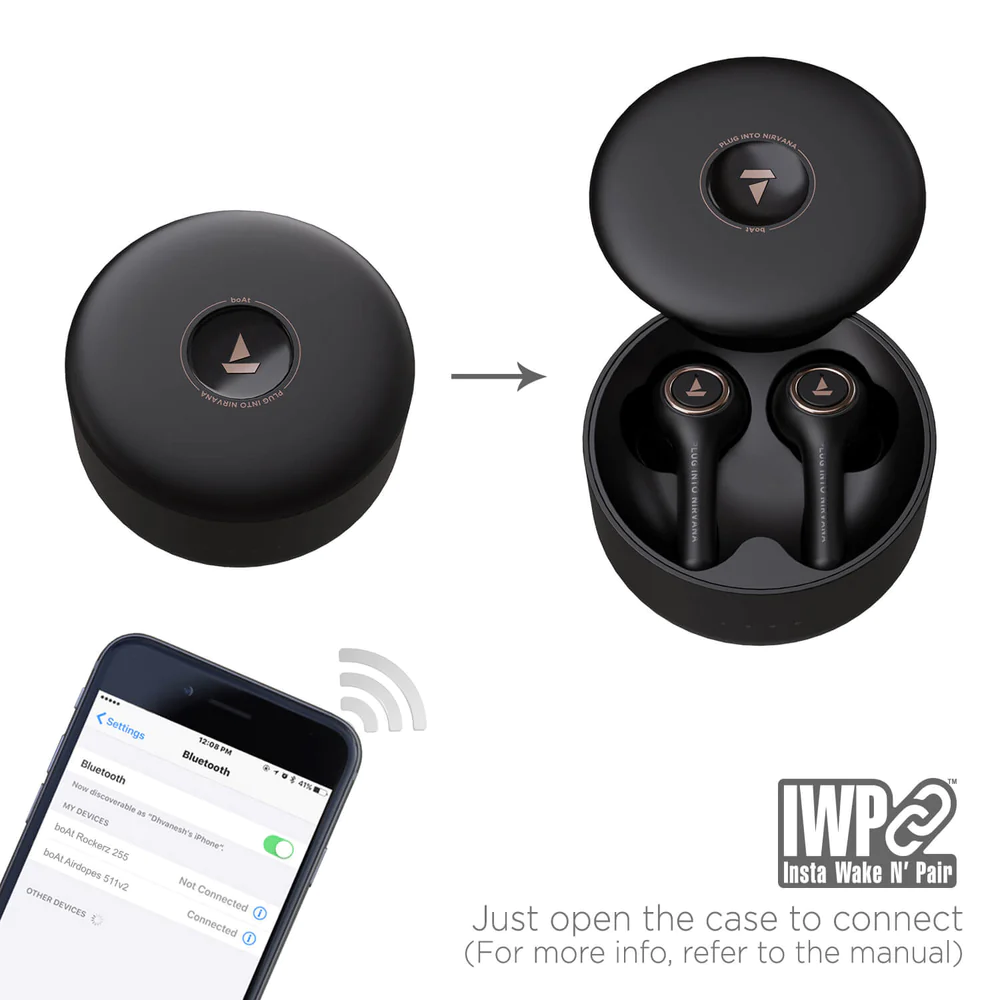 boAt
PLUG INTO NIRVANA
PLUG INTO NIRVANA
boAt
PLUG INTO NIRVANA
PLUG INTO NIRVANA
Settings
12:08 PM
41%
Bluetooth
Bluetooth
Now discoverable as "Dhvanesh's iPhone".
MY DEVICES
boAt Rockerz 255 Not Connected
boAt Airdopes 511v2 Connected
OTHER DEVICES
IWP TM
Insta Wake N' Pair
Just open the case to connect
(For more info, refer to the manual)